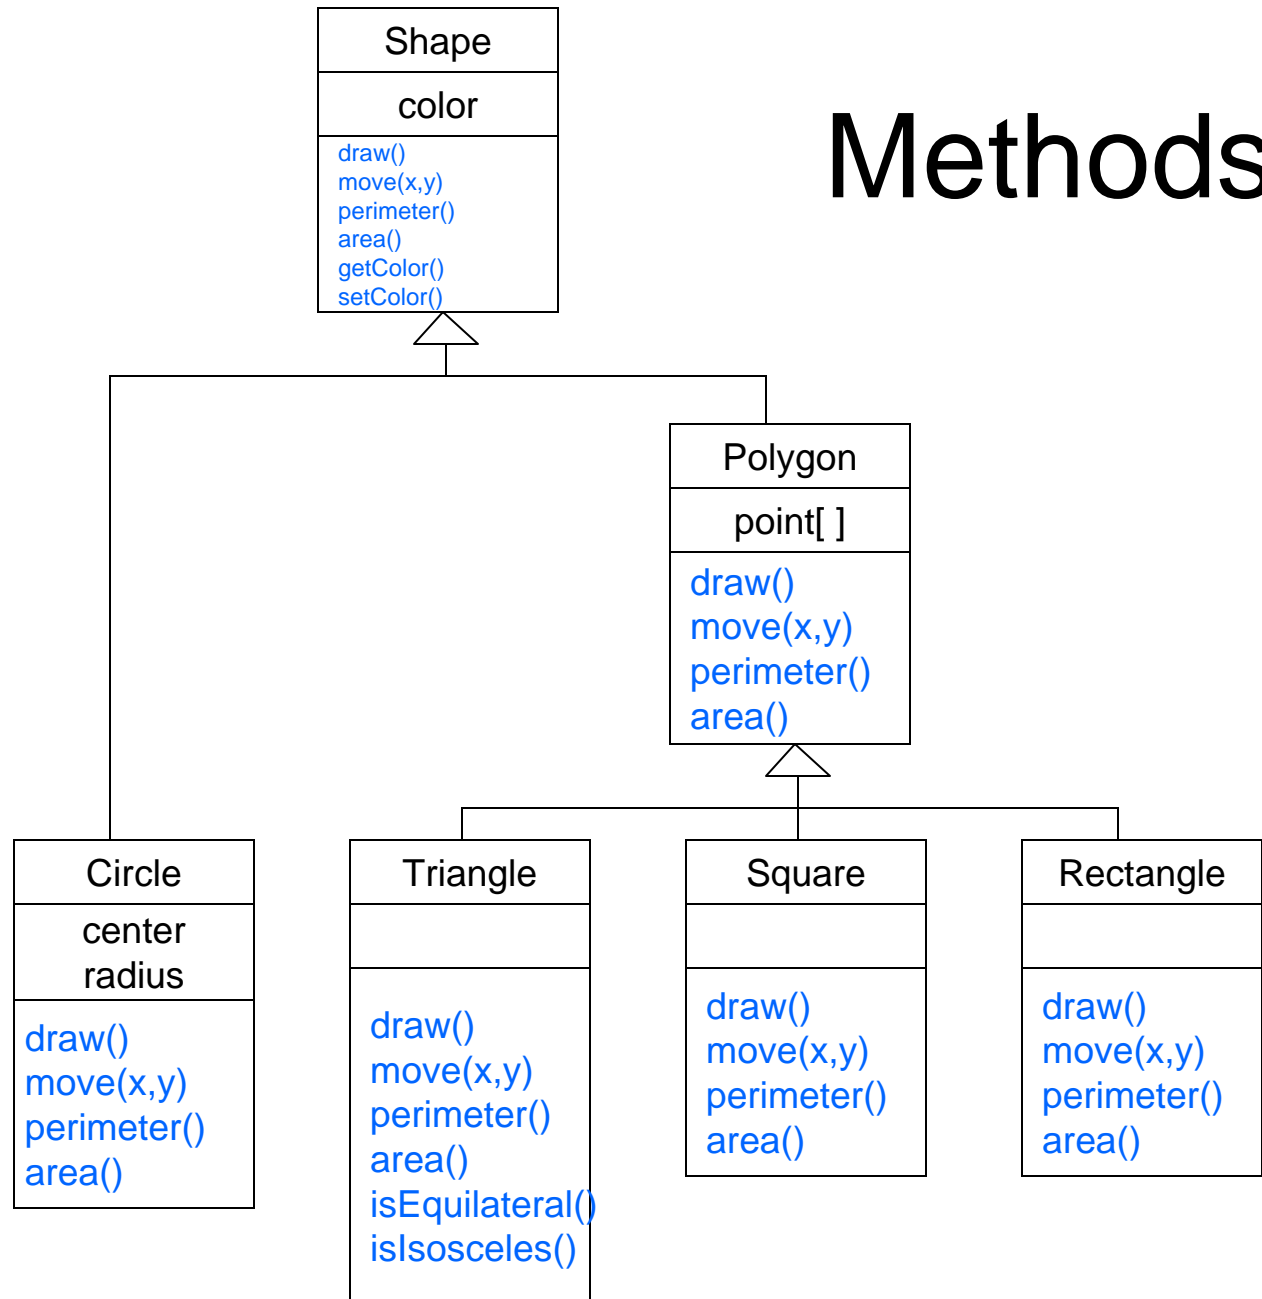 Shape
color
draw()
move(x,y)
perimeter()
area()
getColor()
setColor()
Methods
Polygon
point[ ]
draw()
move(x,y)
perimeter()
area()
Circle
center
radius
draw()
move(x,y)
perimeter()
area()
Triangle
draw()
move(x,y)
perimeter()
area()
isEquilateral()
isIsosceles()
Square
draw()
move(x,y)
perimeter()
area()
Rectangle
draw()
move(x,y)
perimeter()
area()